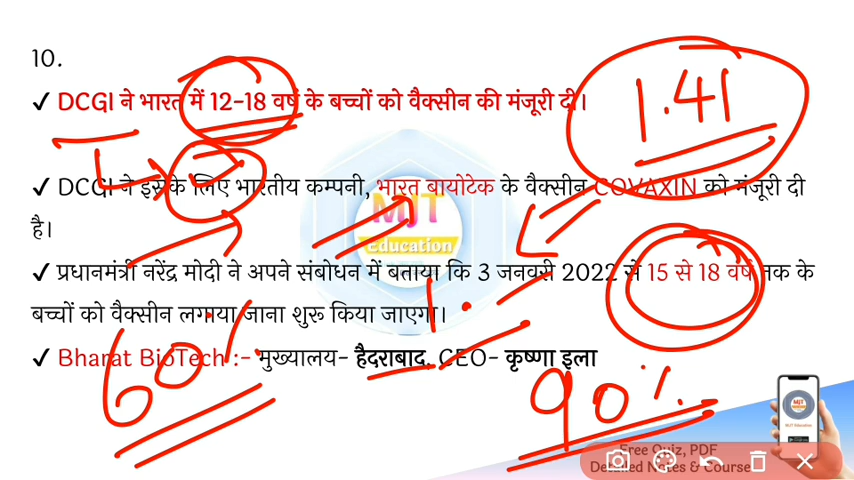 10.
✓ DCGI ने भारत में 12-18 वर्ष के बच्चों को वैक्सीन की मंजूरी दी।
1.41
✓ DCGI ने इसके लिए भारतीय कम्पनी, भारत बायोटेक के वैक्सीन COVAXIN को मंजूरी दी
है।
MJT
education
✓ प्रधानमंत्री नरेंद्र मोदी ने अपने संबोधन में बताया कि 3 जनवरी 2022 से 15 से 18 वर्ष तक के
बच्चों को वैक्सीन लगाया जाना शुरू किया जाएगा।
✓ Bharat BioTech :- मुख्यालय- हैदराबाद, CEO- कृष्णा इला
60%
90%
MJT Education
Free Quiz, PDF
Detailed Notes & Course